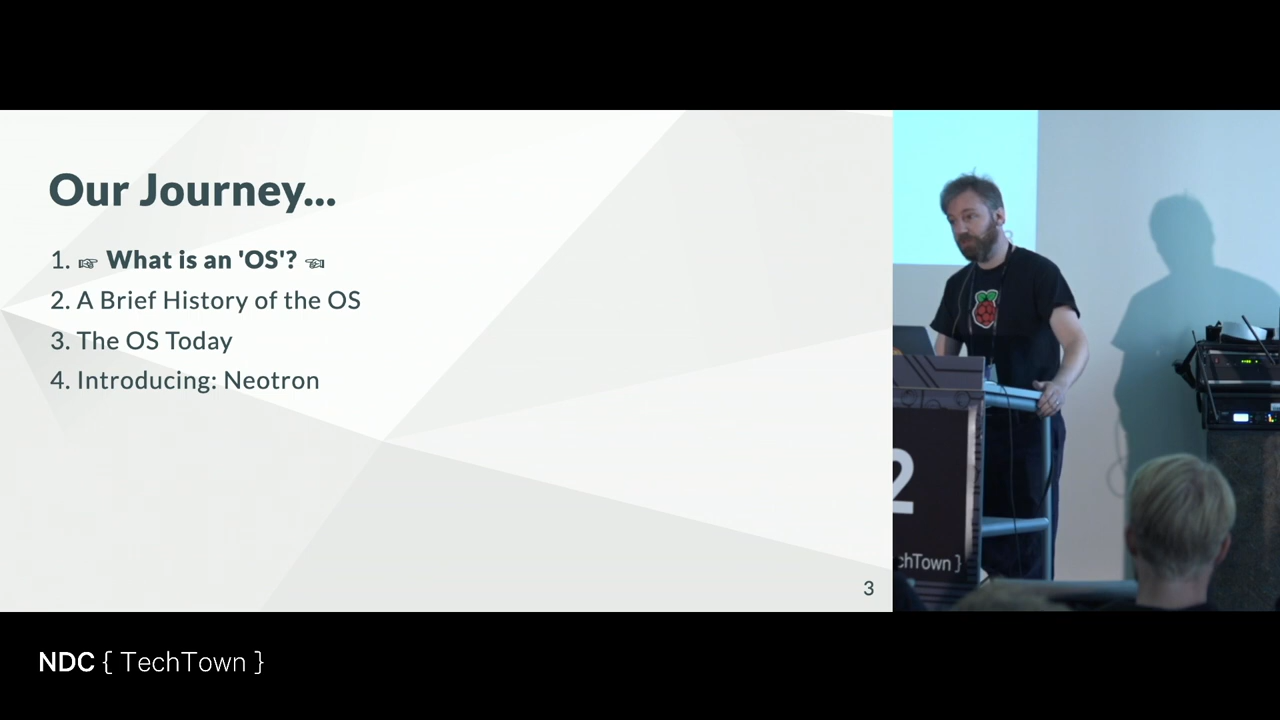 Our Journey...
1. ☞ What is an 'OS'? ☜
2. A Brief History of the OS
3. The OS Today
4. Introducing: Neotron
3
2
chTown }
NDC { TechTown }